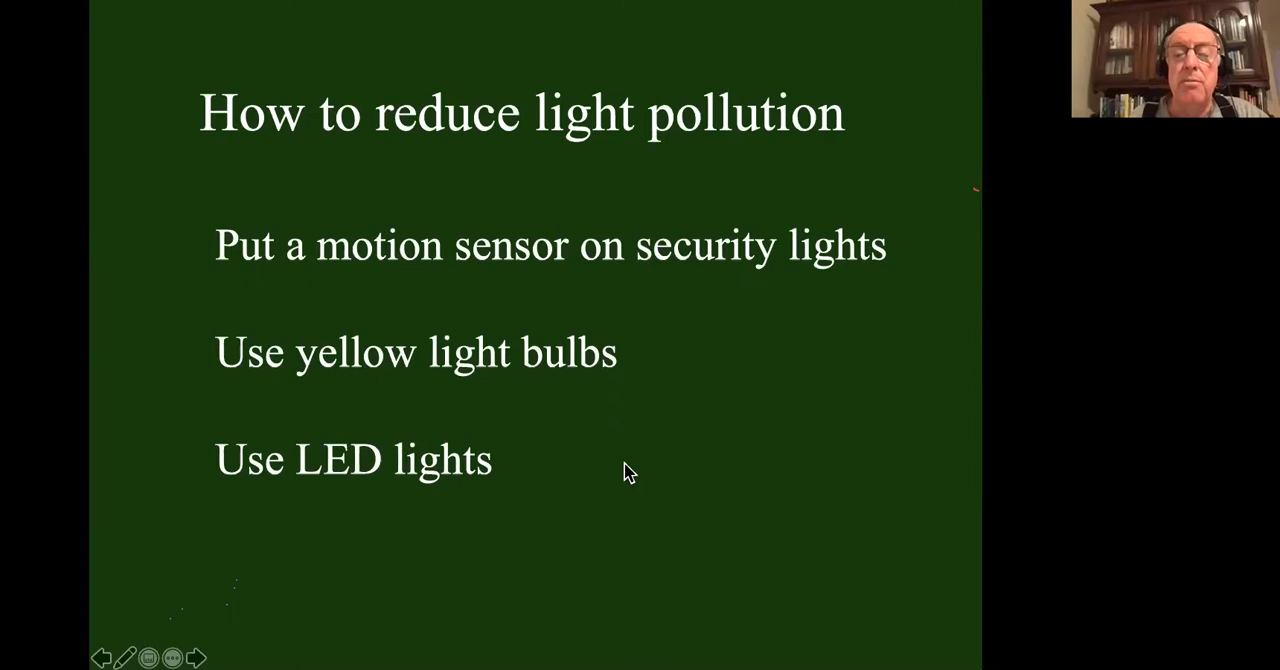 How to reduce light pollution
Put a motion sensor on security lights
Use yellow light bulbs
Use LED lights